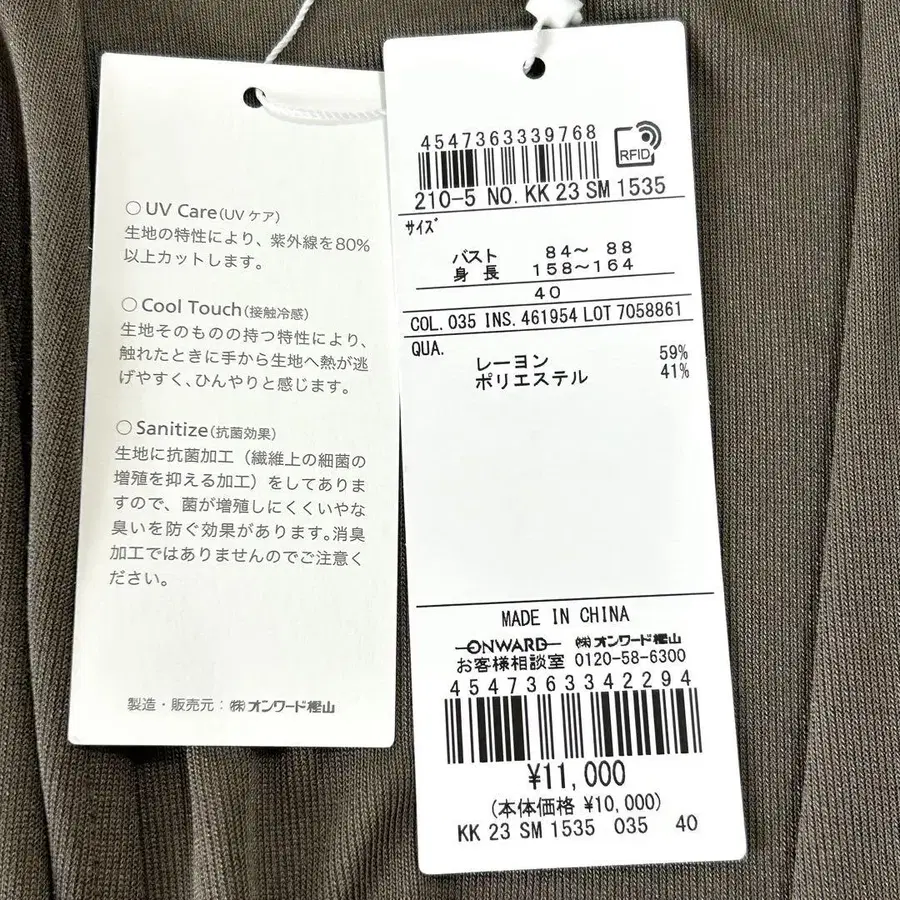 ○ UV Care(UV ケア)
生地の特性により、紫外線を80%
以上カットします。
○ Cool Touch(接触冷感)
生地そのものの持つ特性により、
触れたときに手から生地へ熱が逃
げやすく、ひんやりと感じます。
○ Sanitize(抗菌効果)
生地に抗菌加工（繊維上の細菌の
増殖を抑える加工）をしてありま
すので、菌が増殖しにくくいやな
臭いを防ぐ効果があります。消臭
加工ではありませんのでご注意く
ださい。
製造・販売元：㈱オンワード樫山
4547363339768
RFID
210-5 NO. KK 23 SM 1535
サイズ
バスト 84〜 88
身長 158〜164
40
COL. 035 INS. 461954 LOT 7058861
QUA.
レーヨン 59%
ポリエステル 41%
MADE IN CHINA
ONWARD ㈱オンワード樫山
お客様相談室 0120-58-6300
4547363342294
¥11,000
(本体価格 ¥10,000)
KK 23 SM 1535 035 40